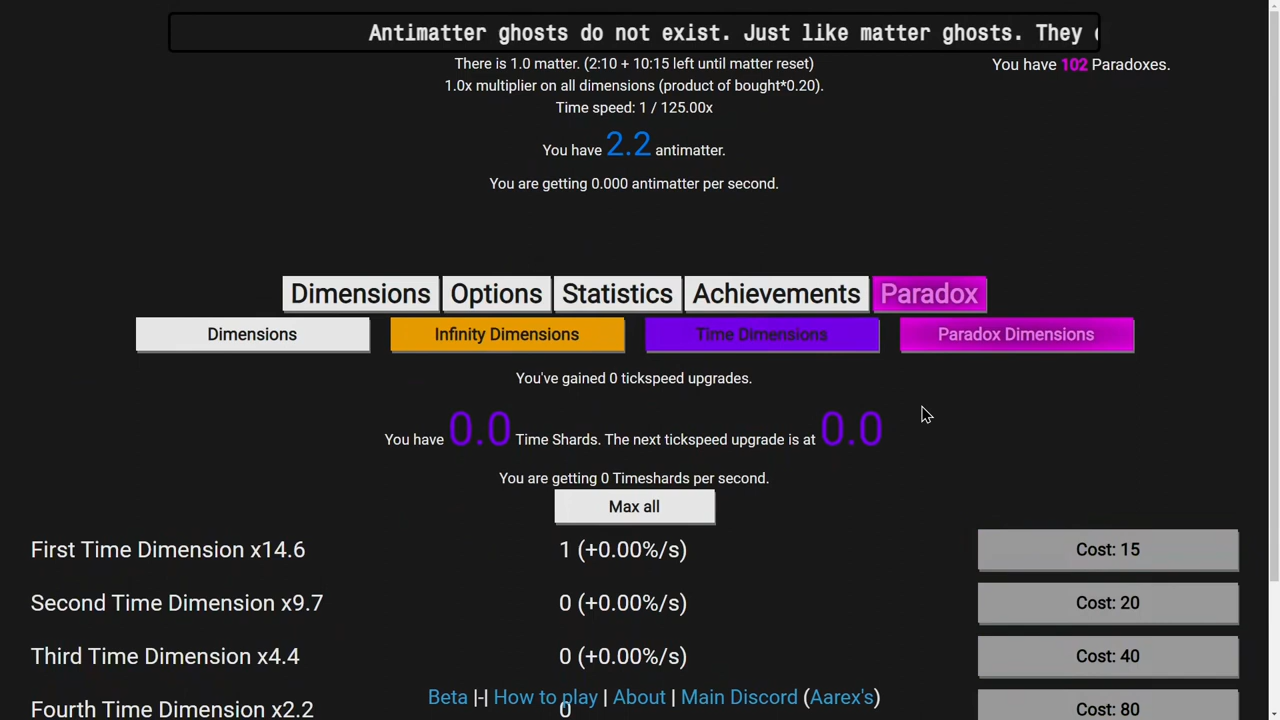 Antimatter ghosts do not exist. Just like matter ghosts. They
There is 1.0 matter. (2:10 + 10:15 left until matter reset)
You have 102 Paradoxes.
1.0x multiplier on all dimensions (product of bought*0.20).
Time speed: 1 / 125.00x
You have 2.2 antimatter.
You are getting 0.000 antimatter per second.
Dimensions Options Statistics Achievements Paradox
Dimensions Infinity Dimensions Time Dimensions Paradox Dimensions
You've gained 0 tickspeed upgrades.
You have 0.0 Time Shards. The next tickspeed upgrade is at 0.0
You are getting 0 Timeshards per second.
Max all
First Time Dimension x14.6 1 (+0.00%/s) Cost: 15
Second Time Dimension x9.7 0 (+0.00%/s) Cost: 20
Third Time Dimension x4.4 0 (+0.00%/s) Cost: 40
Beta |-| How to play | About | Main Discord (Aarex's)
Fourth Time Dimension x2.2 0 Cost: 80